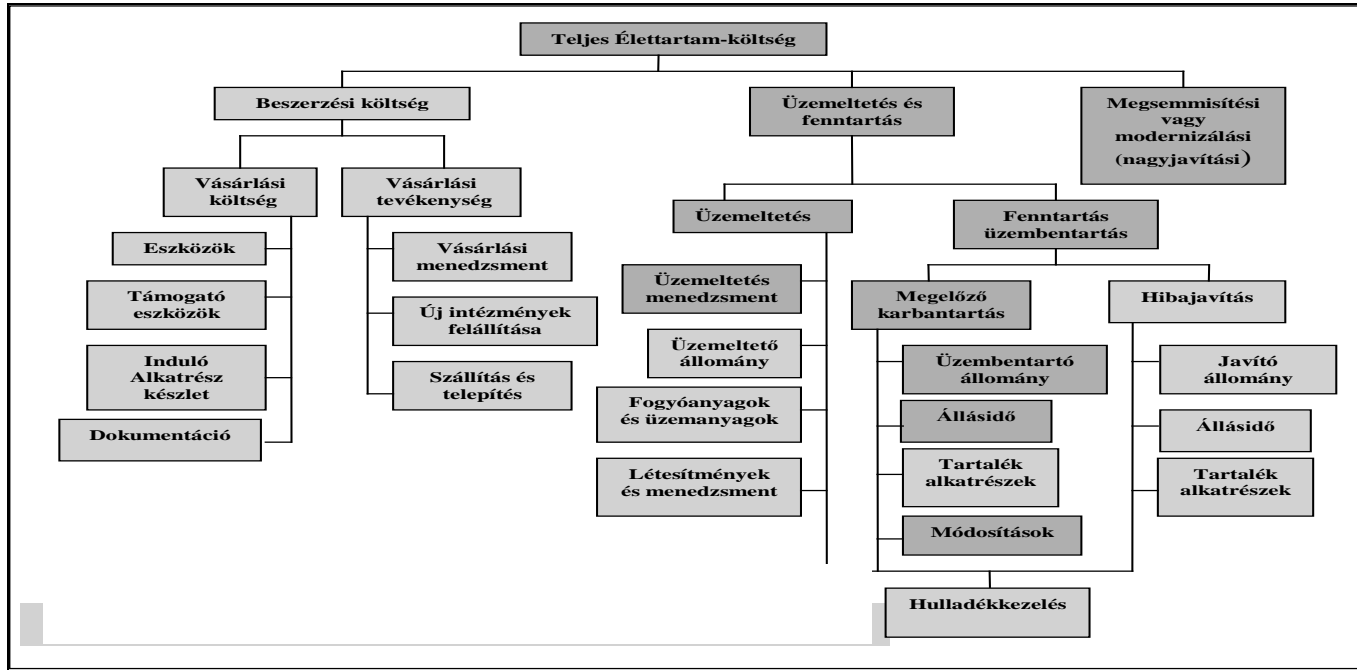 Teljes Élettartam-költség
Beszerzési költség
Üzemeltetés és
fenntartás
Megsemmisítési
vagy
modernizálási
(nagyjavítási)
Vásárlási
költség
Vásárlási
tevékenység
Üzemeltetés
Fenntartás
üzembentartás
Eszközök
Támogató
eszközök
Induló
Alkatrész
készlet
Dokumentáció
Vásárlási
menedzsment
Új intézmények
felállítása
Szállítás és
telepítés
Üzemeltetés
menedzsment
Üzemeltető
állomány
Fogyóanyagok
és üzemanyagok
Létesítmények
és menedzsment
Megelőző
karbantartás
Hibajavítás
Üzembentartó
állomány
Állásidő
Tartalék
alkatrészek
Módosítások
Javító
állomány
Állásidő
Tartalék
alkatrészek
Hulladékkezelés